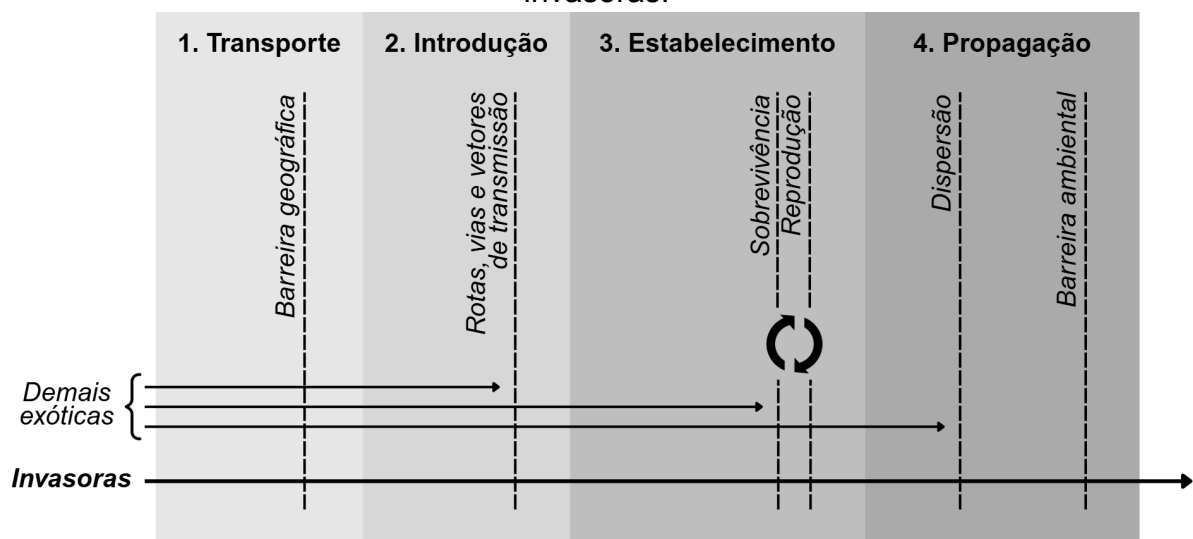 invasoras.
1. Transporte
2. Introdução
3. Estabelecimento
4. Propagação
Barreira geográfica
Rotas, vias e vetores
de transmissão
Sobrevivência
Reprodução
Dispersão
Barreira ambiental
Demais
exóticas
Invasoras